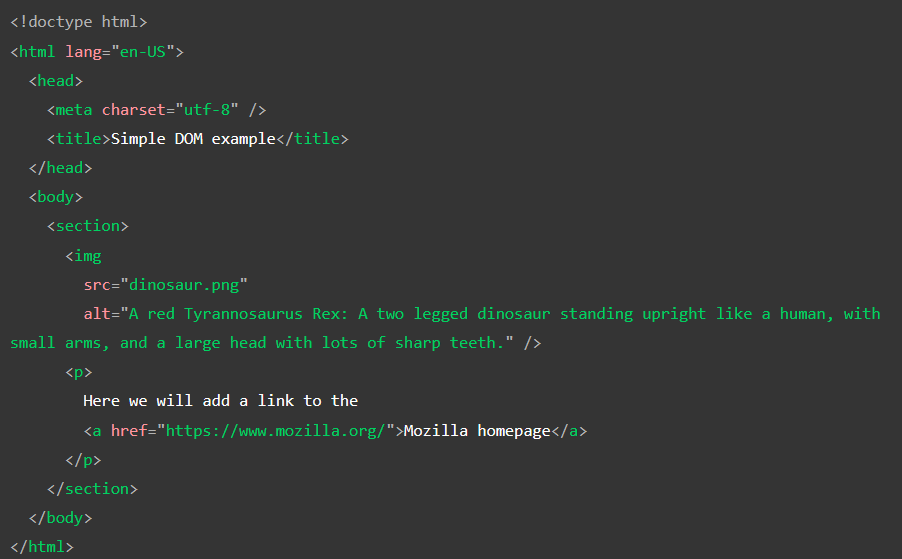 <!doctype html>
<html lang="en-US">
  <head>
    <meta charset="utf-8" />
    <title>Simple DOM example</title>
  </head>
  <body>
    <section>
      <img
        src="dinosaur.png"
        alt="A red Tyrannosaurus Rex: A two legged dinosaur standing upright like a human, with
small arms, and a large head with lots of sharp teeth." />
      <p>
        Here we will add a link to the
        <a href="https://www.mozilla.org/">Mozilla homepage</a>
      </p>
    </section>
  </body>
</html>